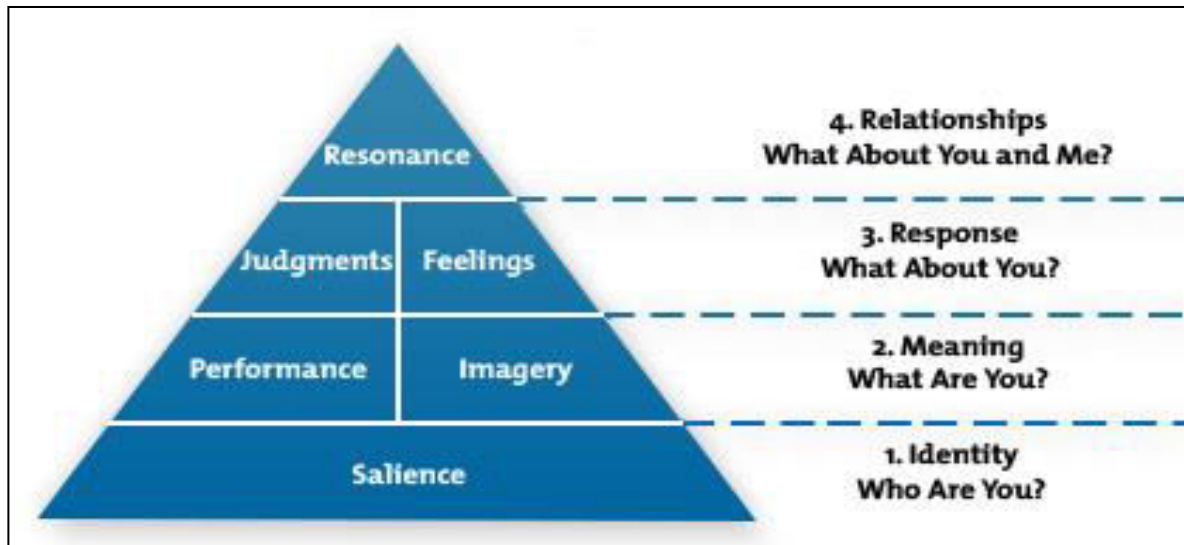 Resonance
4. Relationships
What About You and Me?
Judgments
Feelings
3. Response
What About You?
Performance
Imagery
2. Meaning
What Are You?
Salience
1. Identity
Who Are You?